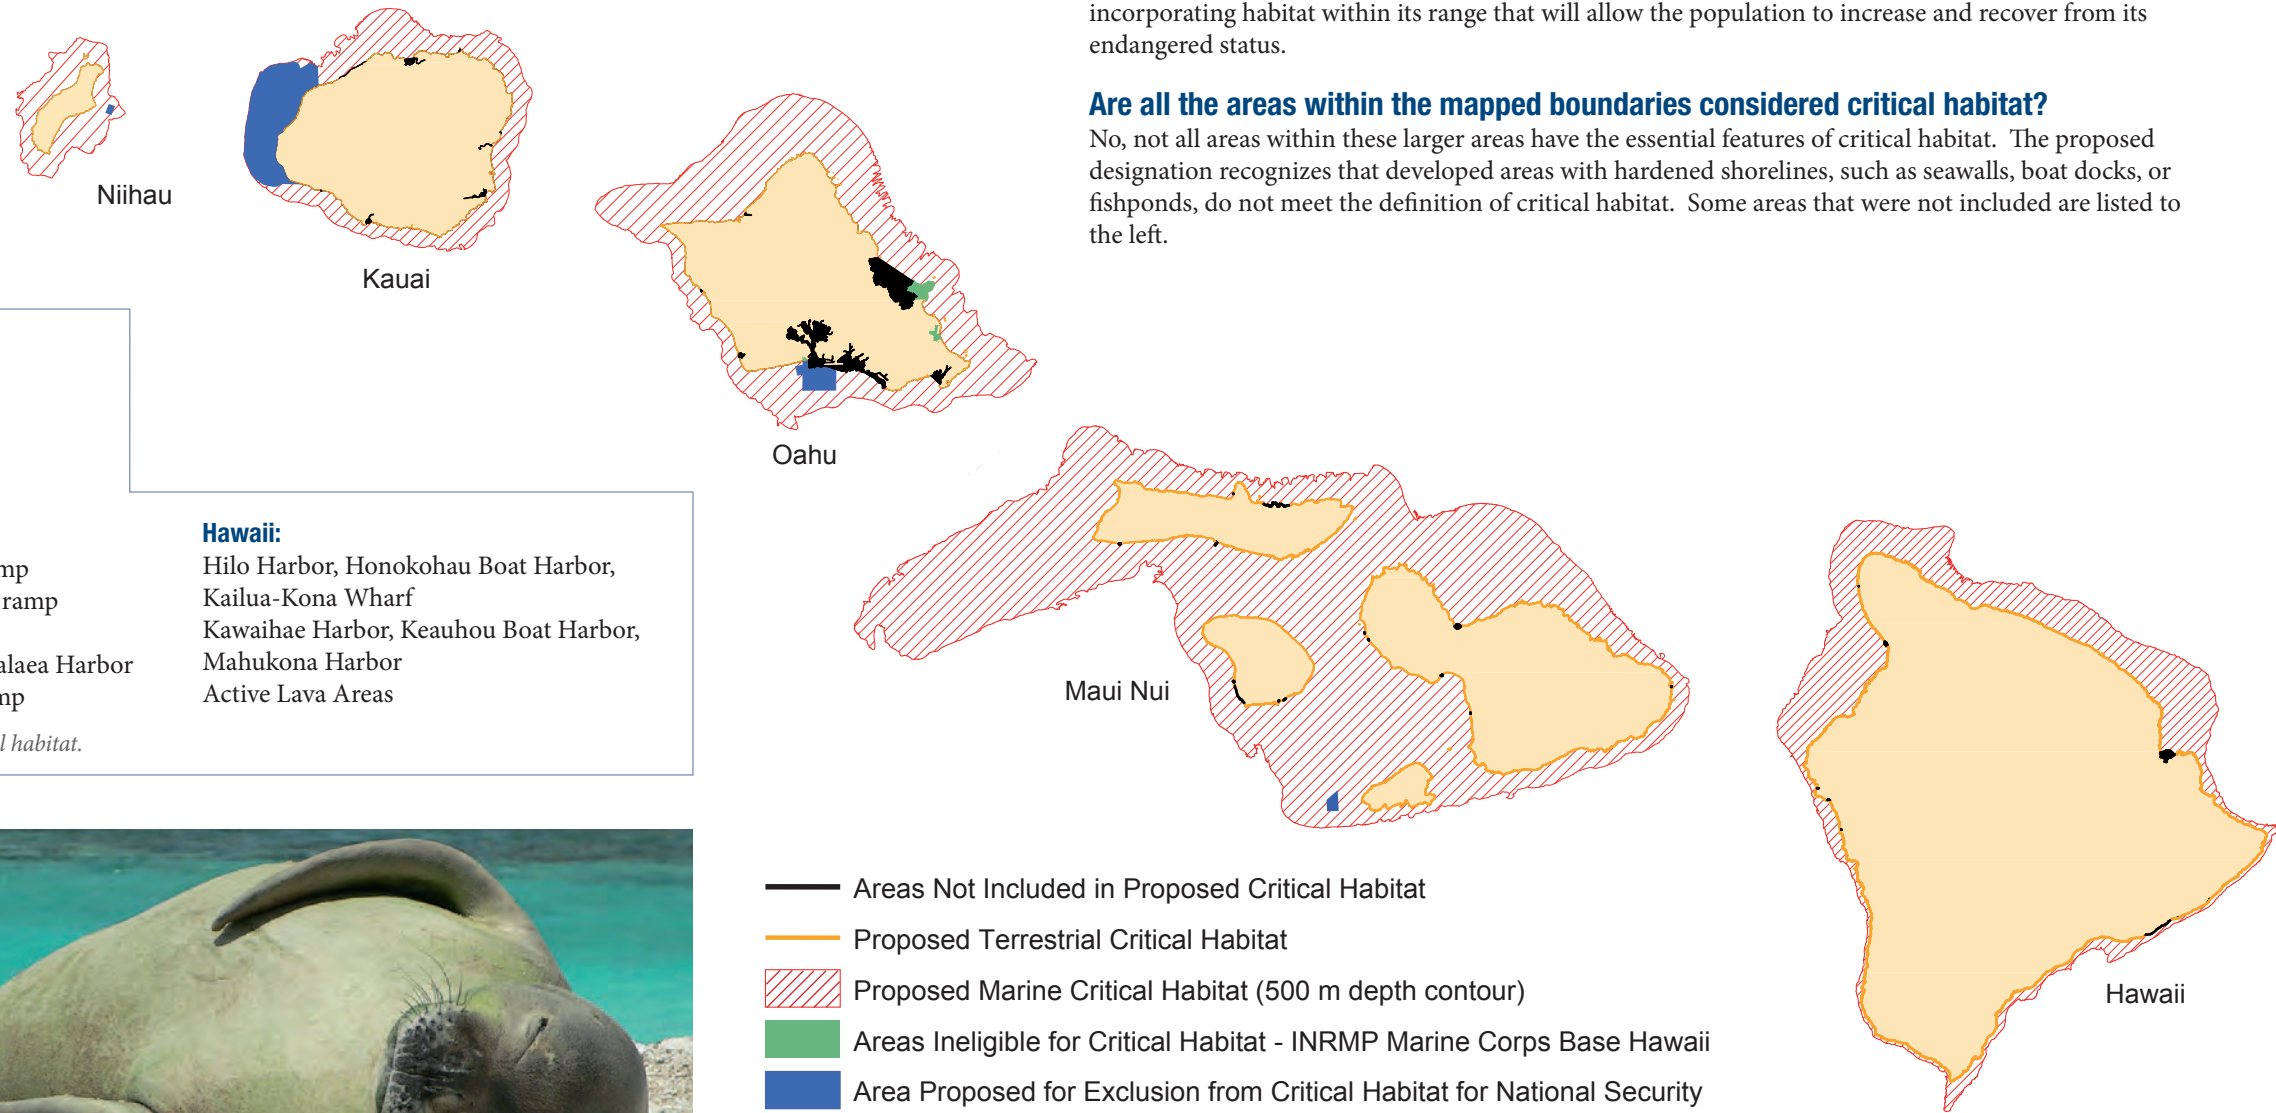 incorporating habitat within its range that will allow the population to increase and recover from its
endangered status.
Are all the areas within the mapped boundaries considered critical habitat?
No, not all areas within these larger areas have the essential features of critical habitat. The proposed
designation recognizes that developed areas with hardened shorelines, such as seawalls, boat docks, or
fishponds, do not meet the definition of critical habitat. Some areas that were not included are listed to
the left.
Niihau
Kauai
Oahu
Maui Nui
Hawaii
ramp
alaea Harbor
l habitat.
Hawaii:
Hilo Harbor, Honokohau Boat Harbor,
Kailua-Kona Wharf
Kawaihae Harbor, Keauhou Boat Harbor,
Mahukona Harbor
Active Lava Areas
Areas Not Included in Proposed Critical Habitat
Proposed Terrestrial Critical Habitat
Proposed Marine Critical Habitat (500 m depth contour)
Areas Ineligible for Critical Habitat - INRMP Marine Corps Base Hawaii
Area Proposed for Exclusion from Critical Habitat for National Security